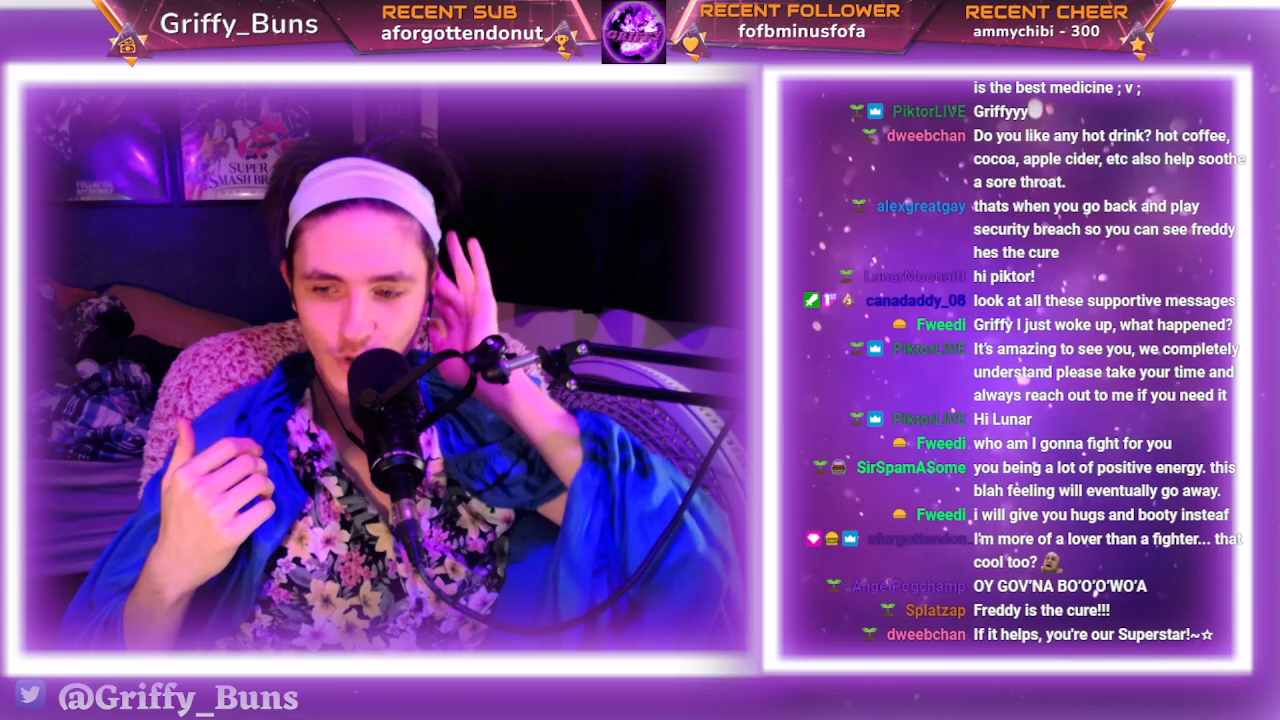 Griffy_Buns
RECENT SUB
aforgottendonut
RECENT FOLLOWER
fofbminusfofa
RECENT CHEER
ammychibi - 300
SUPER
SMASH BR
is the best medicine ; v ;
PiktorLIVE Griffyyy
dweebchan Do you like any hot drink? hot coffee,
cocoa, apple cider, etc also help soothe
a sore throat.
alexgreatgay thats when you go back and play
security breach so you can see freddy
hes the cure
hi piktor!
1ST canadaddy_08 look at all these supportive messages
Fweedi Griffy I just woke up, what happened?
PiktorLIVE It's amazing to see you, we completely
understand please take your time and
always reach out to me if you need it
PiktorLIVE Hi Lunar
Fweedi who am I gonna fight for you
SirSpamASome you being a lot of positive energy. this
blah feeling will eventually go away.
Fweedi i will give you hugs and booty insteaf
aforgottendon... I'm more of a lover than a fighter... that
cool too?
AngelPogchamp OY GOV'NA BO'O'O'WO'A
Splatzap Freddy is the cure!!!
dweebchan If it helps, you're our Superstar!~☆
@Griffy_Buns